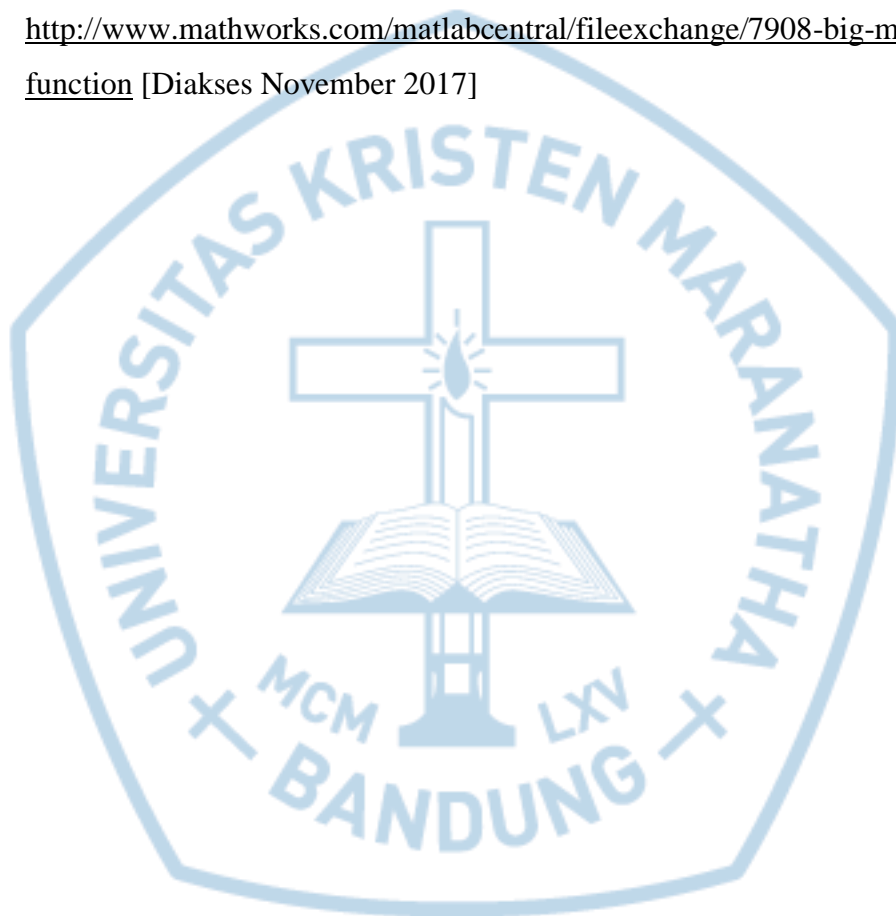 http://www.mathworks.com/matlabcentral/fileexchange/7908-big-m
function [Diakses November 2017]
UNIVERSITAS KRISTEN MARANATHA
MCM LXV
BANDUNG